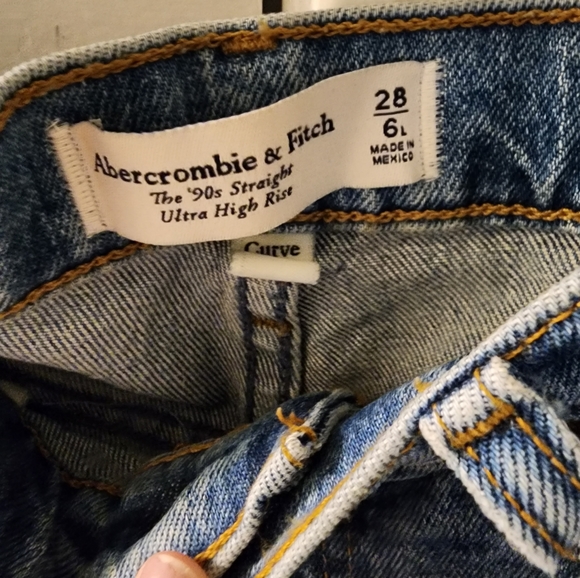 Abercrombie & Fitch
The '90s Straight
Ultra High Rise
28
6L
MADE IN
MEXICO
Curve